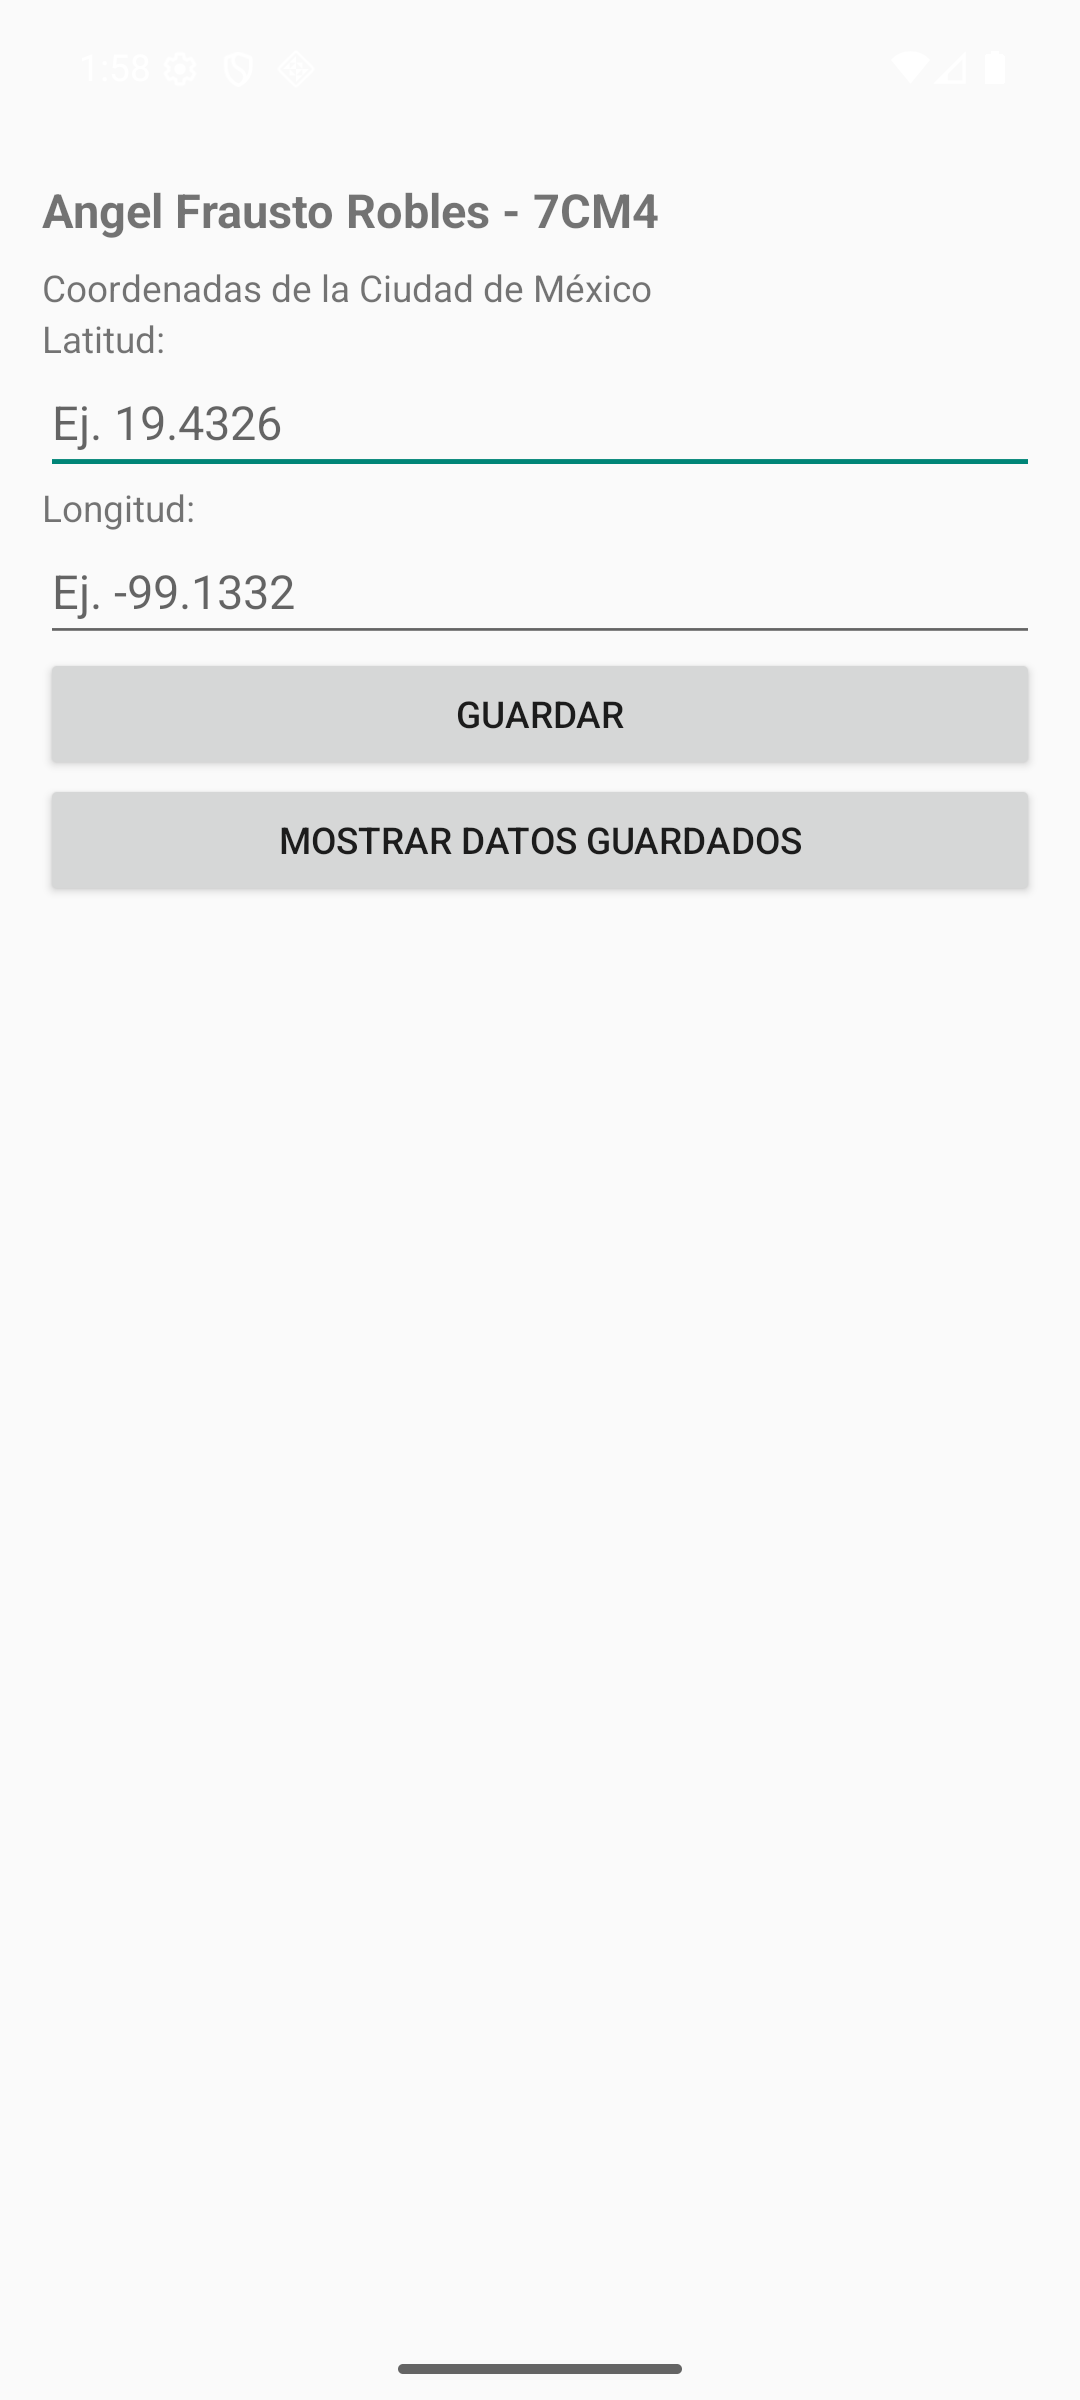 1:58
Angel Frausto Robles - 7CM4
Coordenadas de la Ciudad de México
Latitud:
Ej. 19.4326
Longitud:
Ej. -99.1332
GUARDAR
MOSTRAR DATOS GUARDADOS